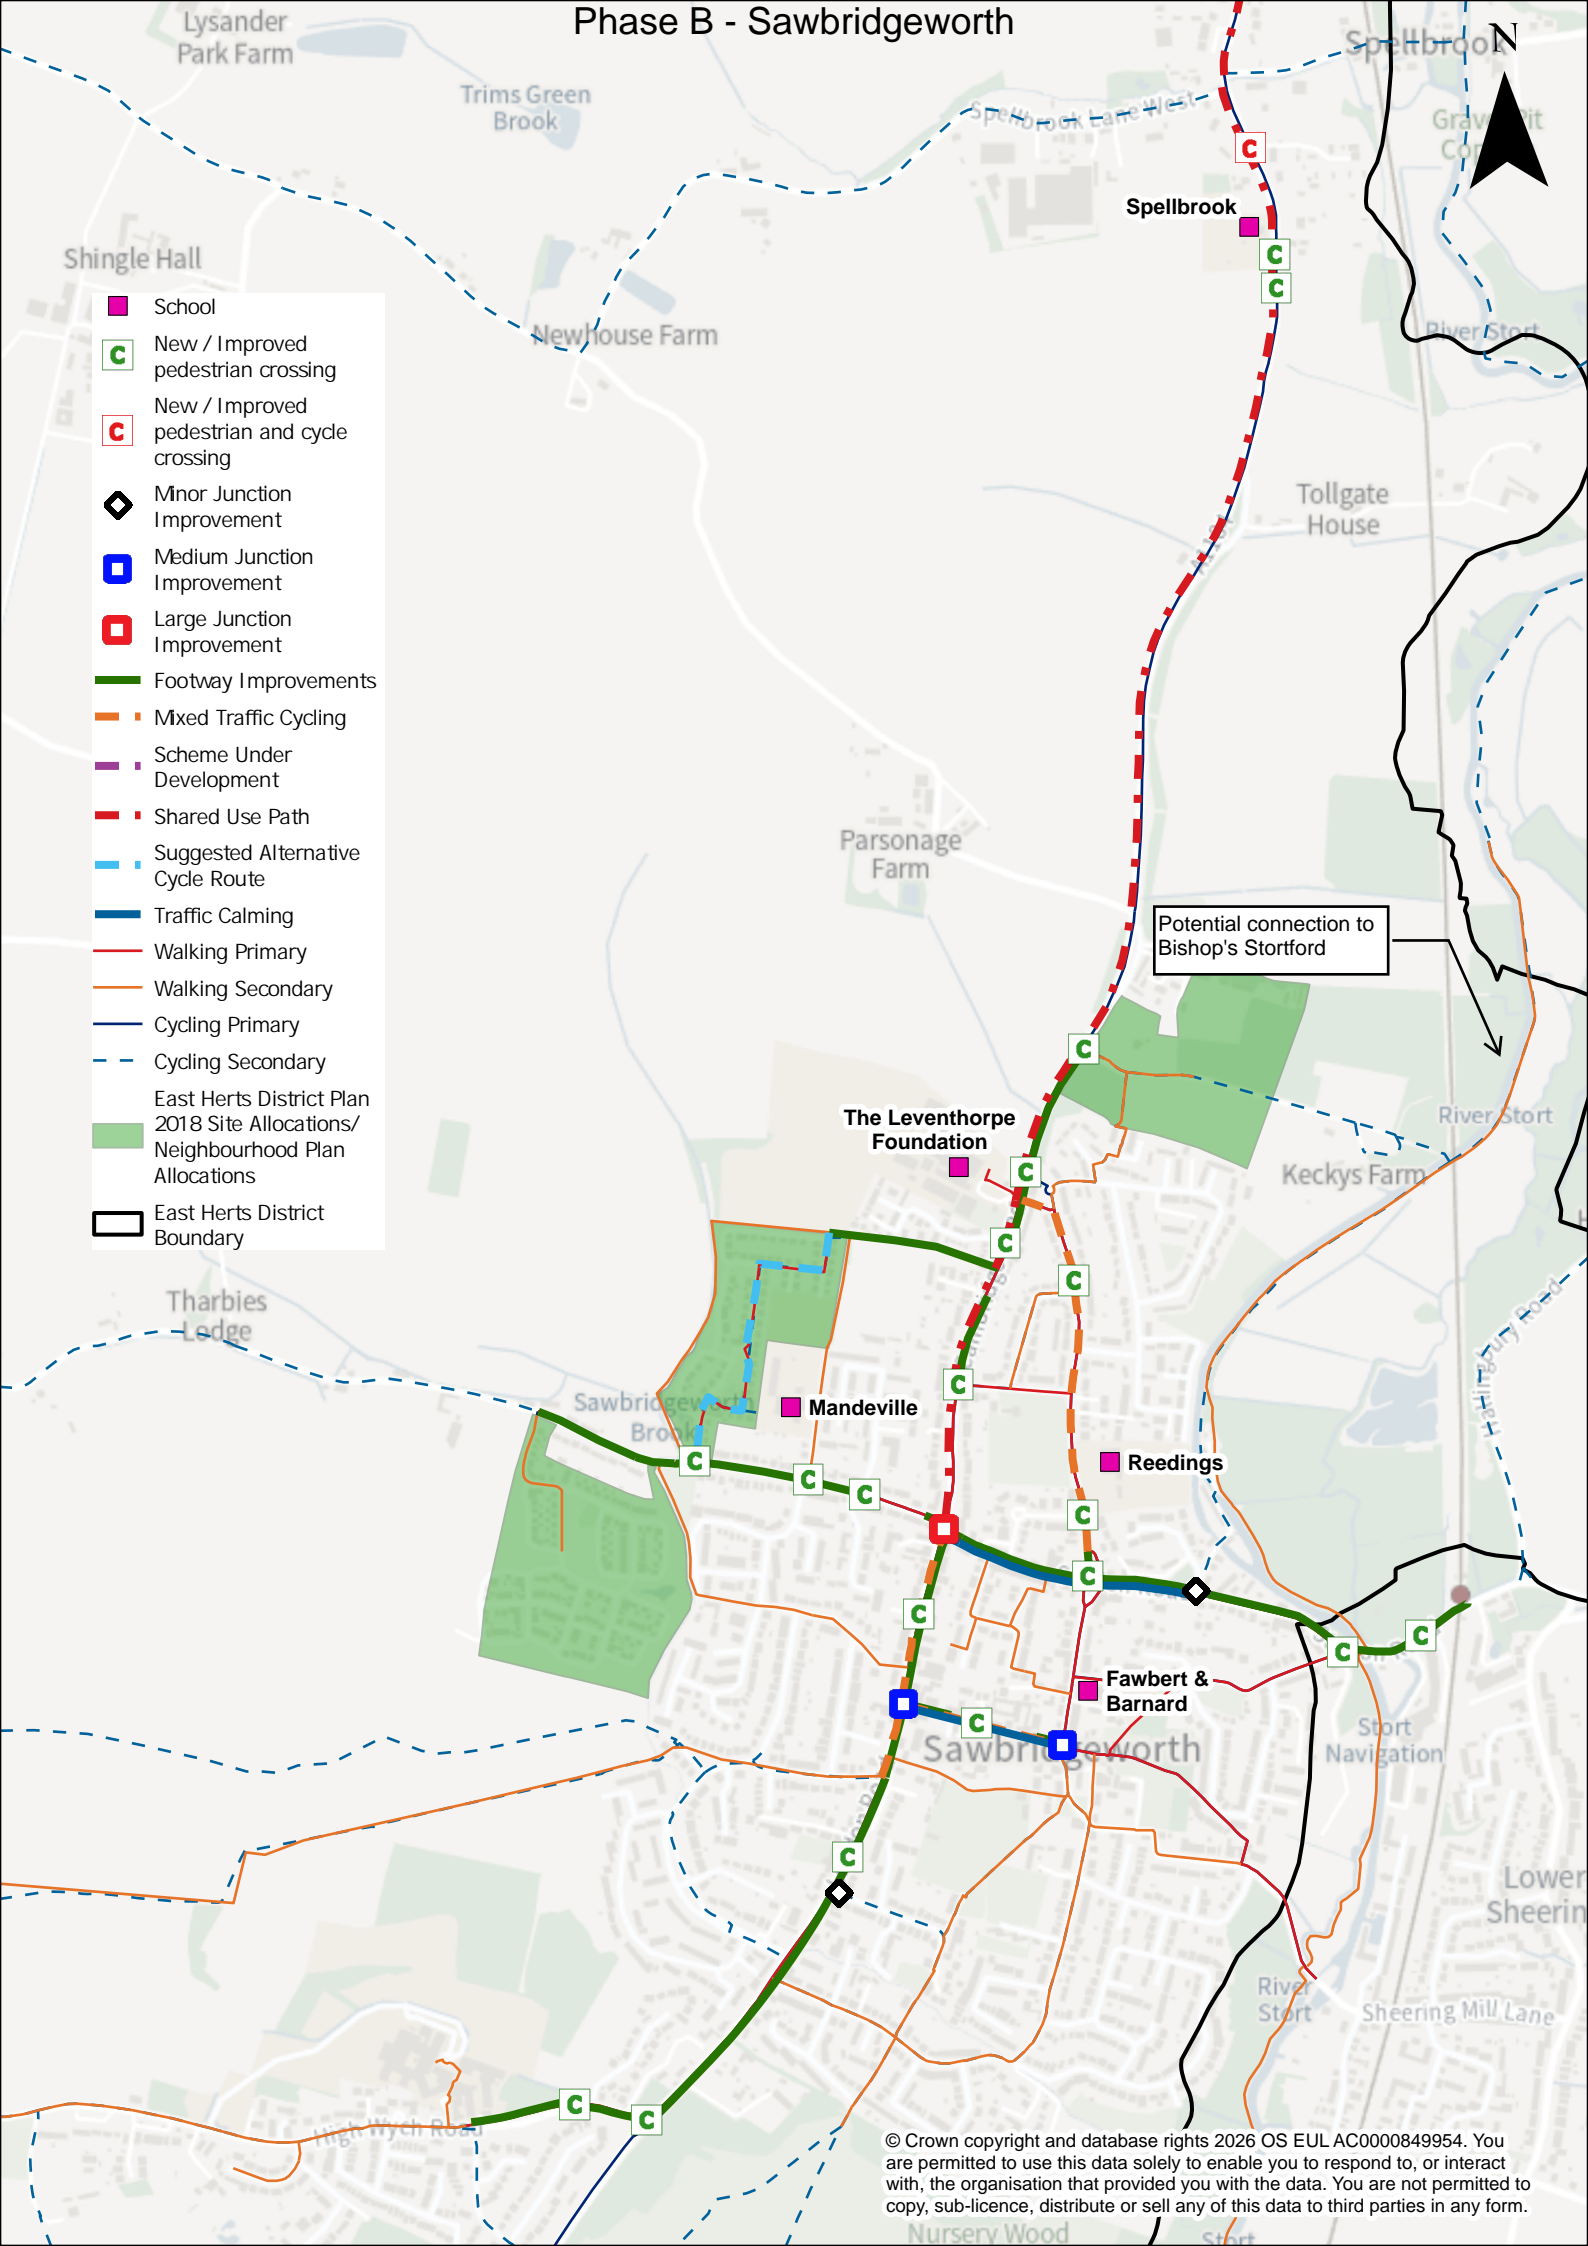 Phase B - Sawbridgeworth
Lysander
Park Farm
Spellbrook
N
Trims Green
Brook
Spellbrook Lane West
Spellbrook
Shingle Hall
Newhouse Farm
River Stort
School
New / Improved
pedestrian crossing
New / Improved
pedestrian and cycle
crossing
Minor Junction
Improvement
Medium Junction
Improvement
Large Junction
Improvement
Footway Improvements
Mixed Traffic Cycling
Scheme Under
Development
Shared Use Path
Suggested Alternative
Cycle Route
Traffic Calming
Walking Primary
Walking Secondary
Cycling Primary
Cycling Secondary
East Herts District Plan
2018 Site Allocations/
Neighbourhood Plan
Allocations
East Herts District
Boundary
Tollgate
House
Parsonage
Farm
Potential connection to
Bishop's Stortford
The Leventhorpe
Foundation
River Stort
Keckys Farm
Tharbies
Lodge
Sawbridgeworth
Brook
Mandeville
Reedings
Fawbert &
Barnard
Sawbridgeworth
Stort
Navigation
Lower
Sheerin
River
Stort
Sheering Mill Lane
High Wych Road
© Crown copyright and database rights 2026 OS EUL AC0000849954. You
are permitted to use this data solely to enable you to respond to, or interact
with, the organisation that provided you with the data. You are not permitted to
copy, sub-licence, distribute or sell any of this data to third parties in any form.
Nursery Wood
Stort